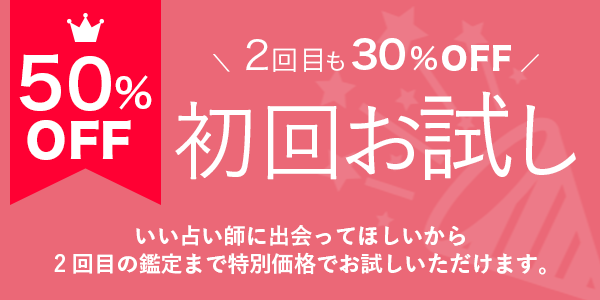 50%
OFF
\ 2回目も30%OFF /
初回お試し
いい占い師に出会ってほしいから
2回目の鑑定まで特別価格でお試しいただけます。